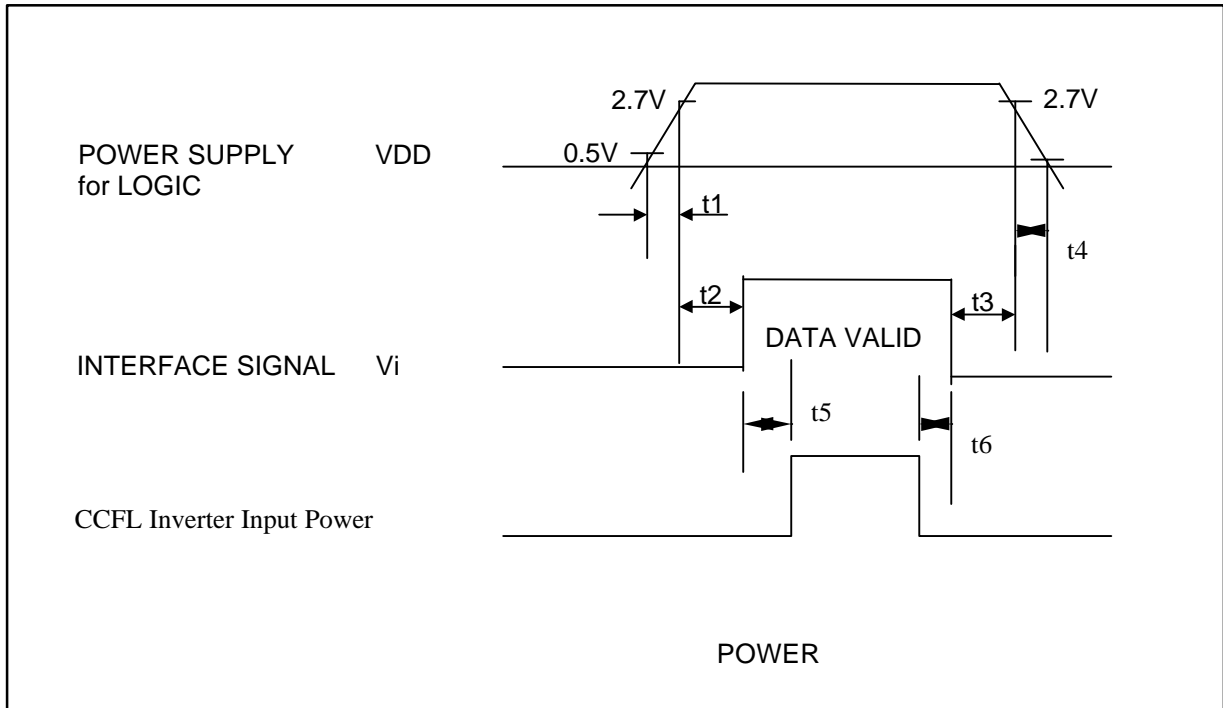 2.7V 2.7V
POWER SUPPLY VDD 0.5V
for LOGIC
t1
t4
t2 t3
DATA VALID
INTERFACE SIGNAL Vi
t5
t6
CCFL Inverter Input Power
POWER